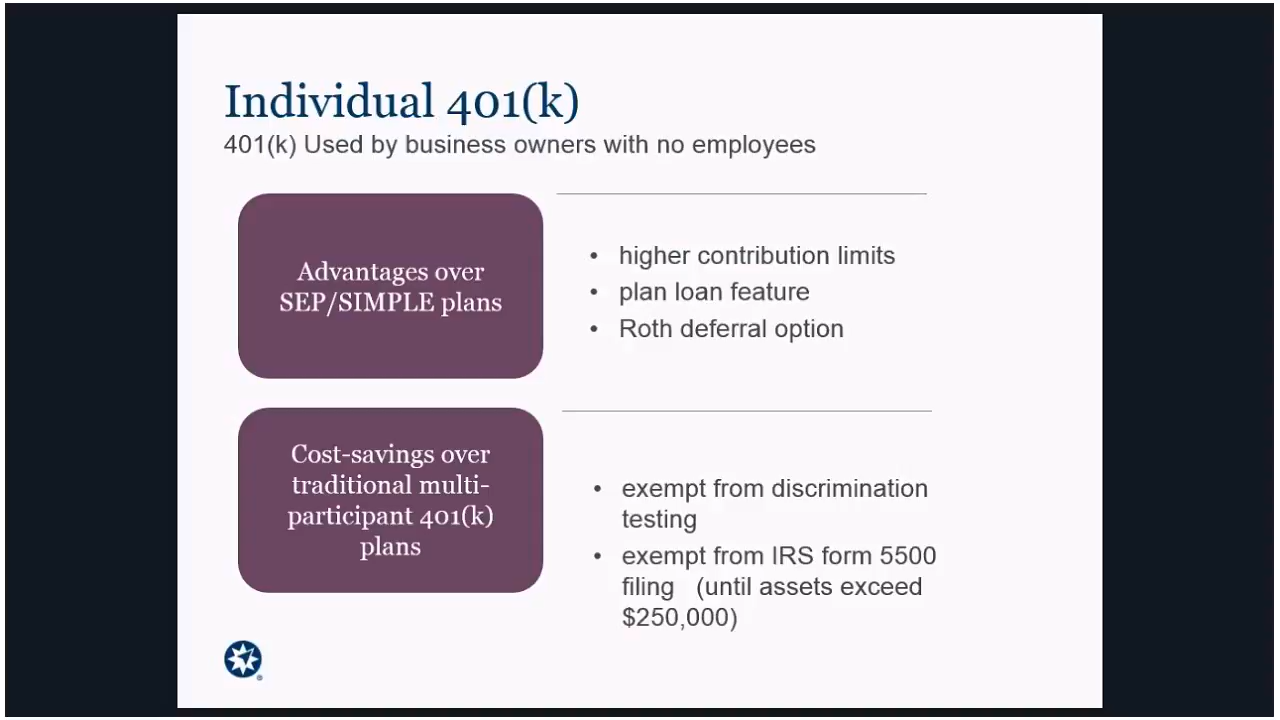 Individual 401(k)
401(k) Used by business owners with no employees
Advantages over
SEP/SIMPLE plans
• higher contribution limits
• plan loan feature
• Roth deferral option
Cost-savings over
traditional multi-
participant 401(k)
plans
• exempt from discrimination
testing
• exempt from IRS form 5500
filing (until assets exceed
$250,000)
®